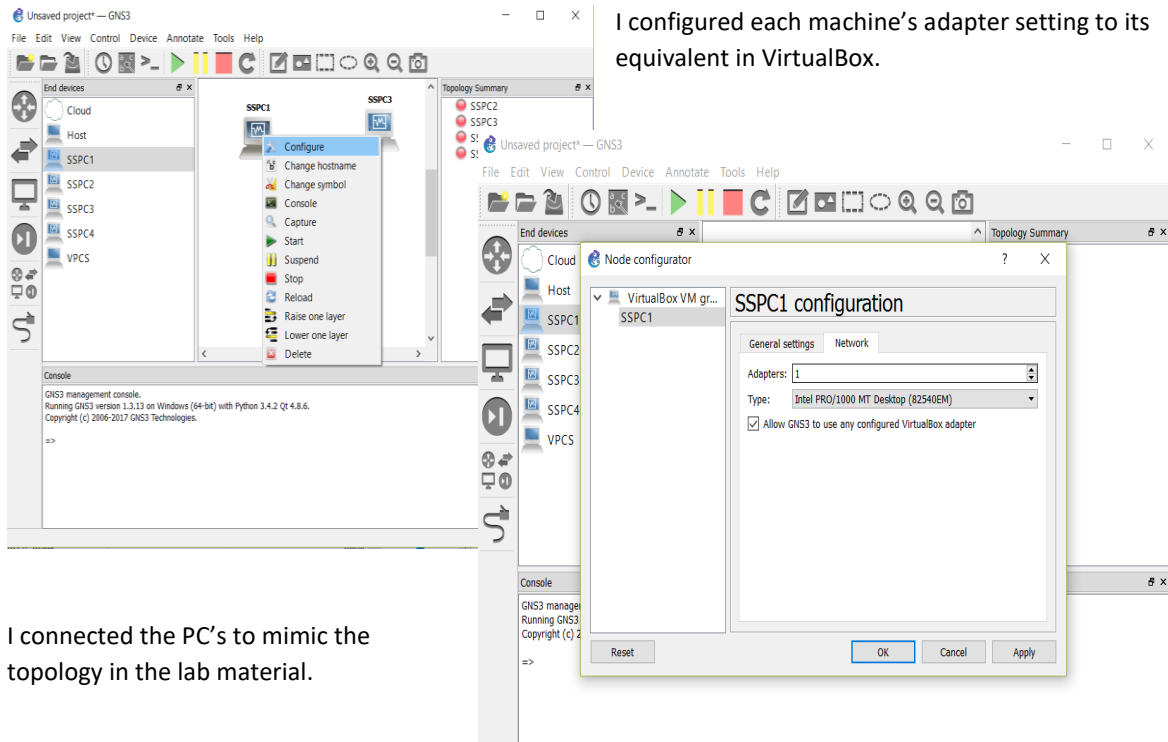 Unsaved project* — GNS3
File Edit View Control Device Annotate Tools Help
End devices
Cloud
Host
SSPC1
SSPC2
SSPC3
SSPC4
VPCS
SSPC1
SSPC3
Configure
Change hostname
Change symbol
Console
Capture
Start
Suspend
Stop
Reload
Raise one layer
Lower one layer
Delete
Topology Summary
SSPC2
SSPC3
Console
GNS3 management console.
Running GNS3 version 1.3.13 on Windows (64-bit) with Python 3.4.2 Qt 4.8.6.
Copyright (c) 2006-2017 GNS3 Technologies.
=>
I configured each machine’s adapter setting to its
equivalent in VirtualBox.
Unsaved project* — GNS3
File Edit View Control Device Annotate Tools Help
End devices
Cloud
Host
SSPC1
SSPC2
SSPC3
SSPC4
VPCS
Topology Summary
Node configurator
VirtualBox VM gr...
SSPC1
SSPC1 configuration
General settings Network
Adapters: 1
Type: Intel PRO/1000 MT Desktop (82540EM)
Allow GNS3 to use any configured VirtualBox adapter
Reset OK Cancel Apply
Console
GNS3 manage
Running GNS3
Copyright (c) 2
=>
I connected the PC’s to mimic the
topology in the lab material.